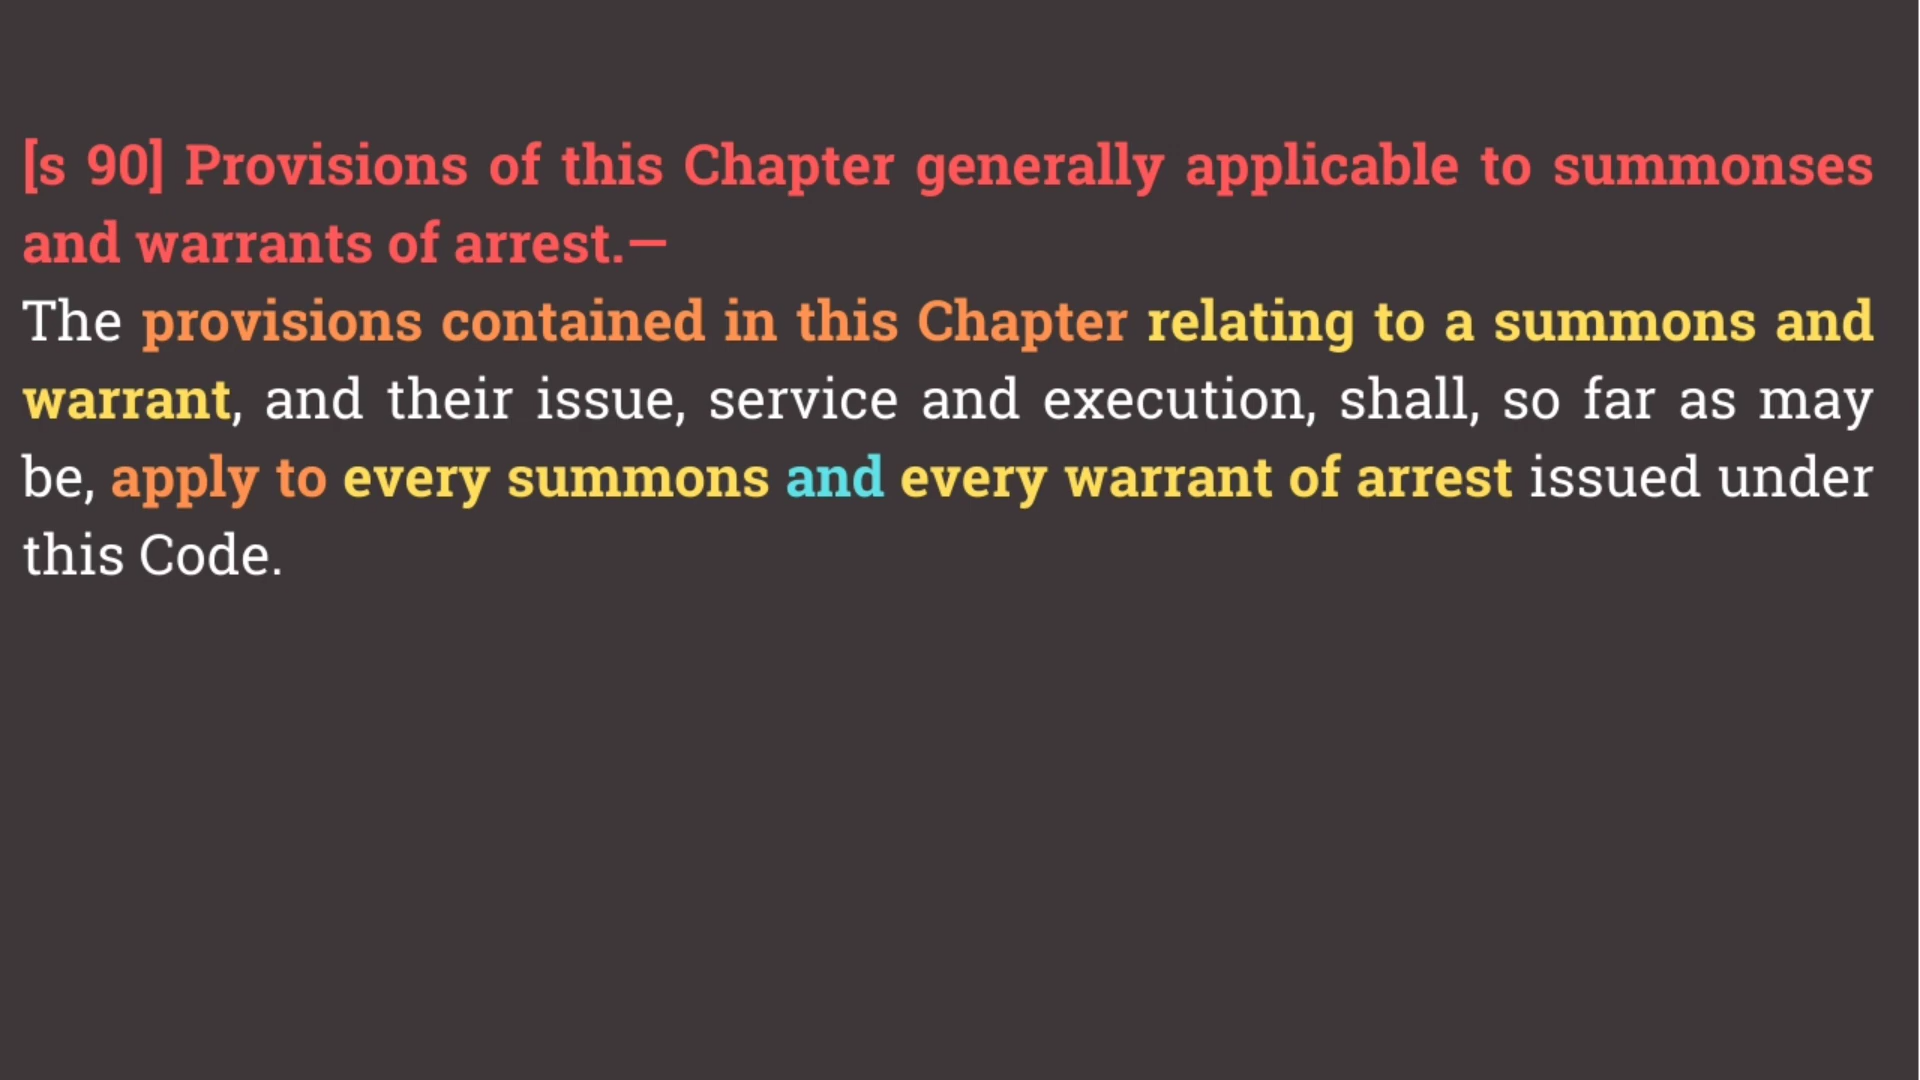 [s 90] Provisions of this Chapter generally applicable to summonses
and warrants of arrest.—
The provisions contained in this Chapter relating to a summons and
warrant, and their issue, service and execution, shall, so far as may
be, apply to every summons and every warrant of arrest issued under
this Code.